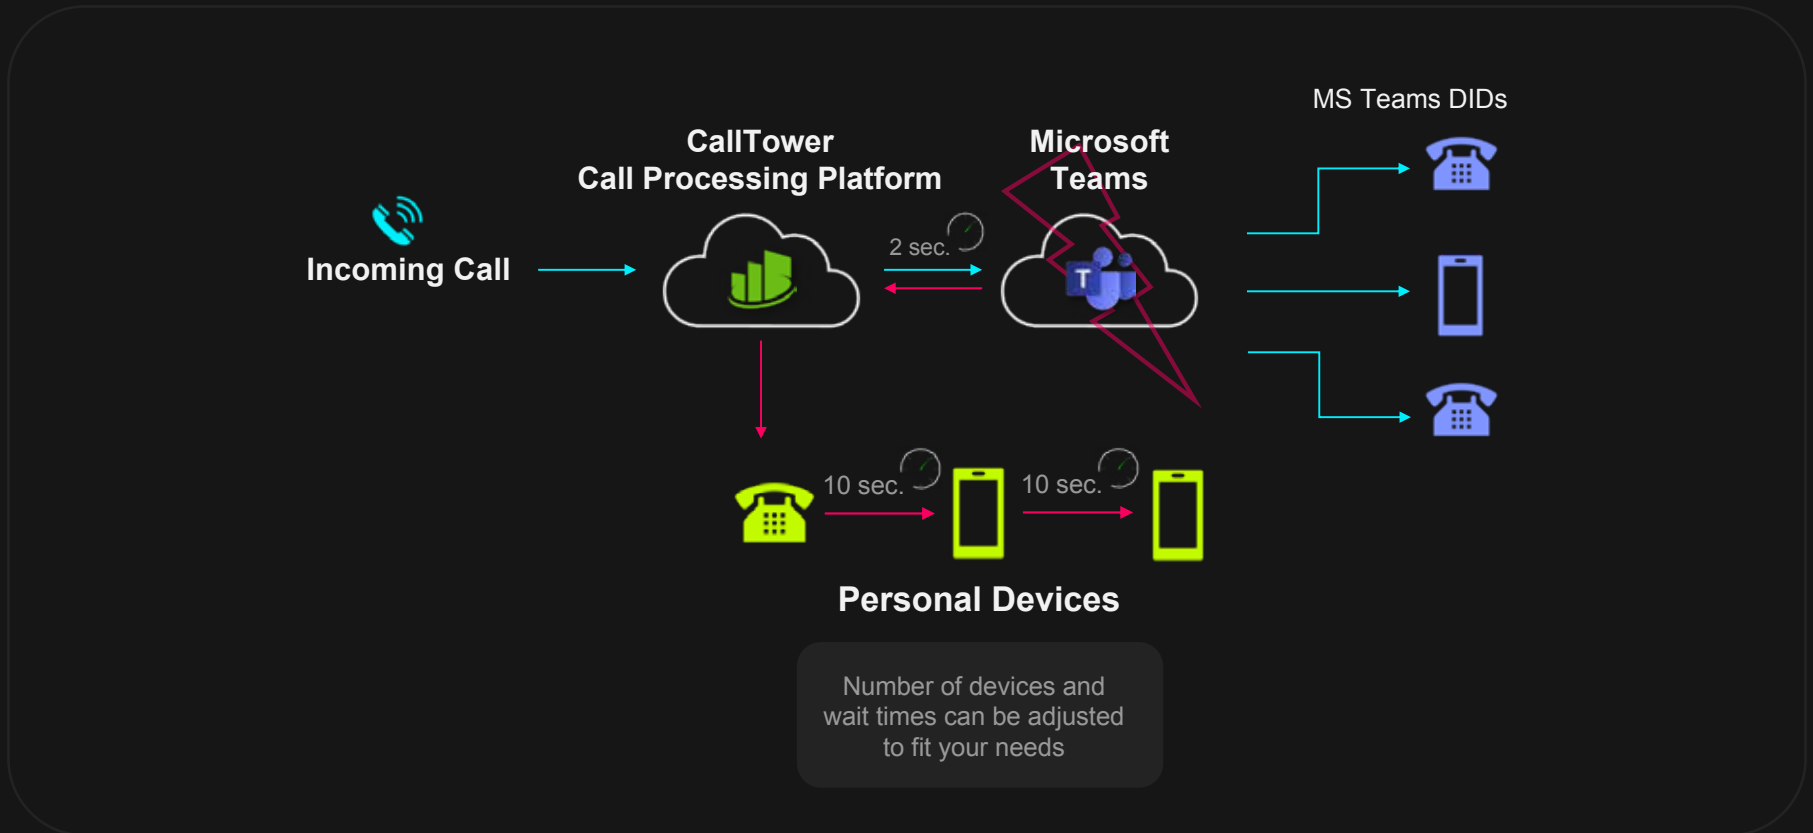 MS Teams DIDs
CallTower
Call Processing Platform
Microsoft
Teams
Incoming Call
2 sec.
T
10 sec.
10 sec.
Personal Devices
Number of devices and
wait times can be adjusted
to fit your needs